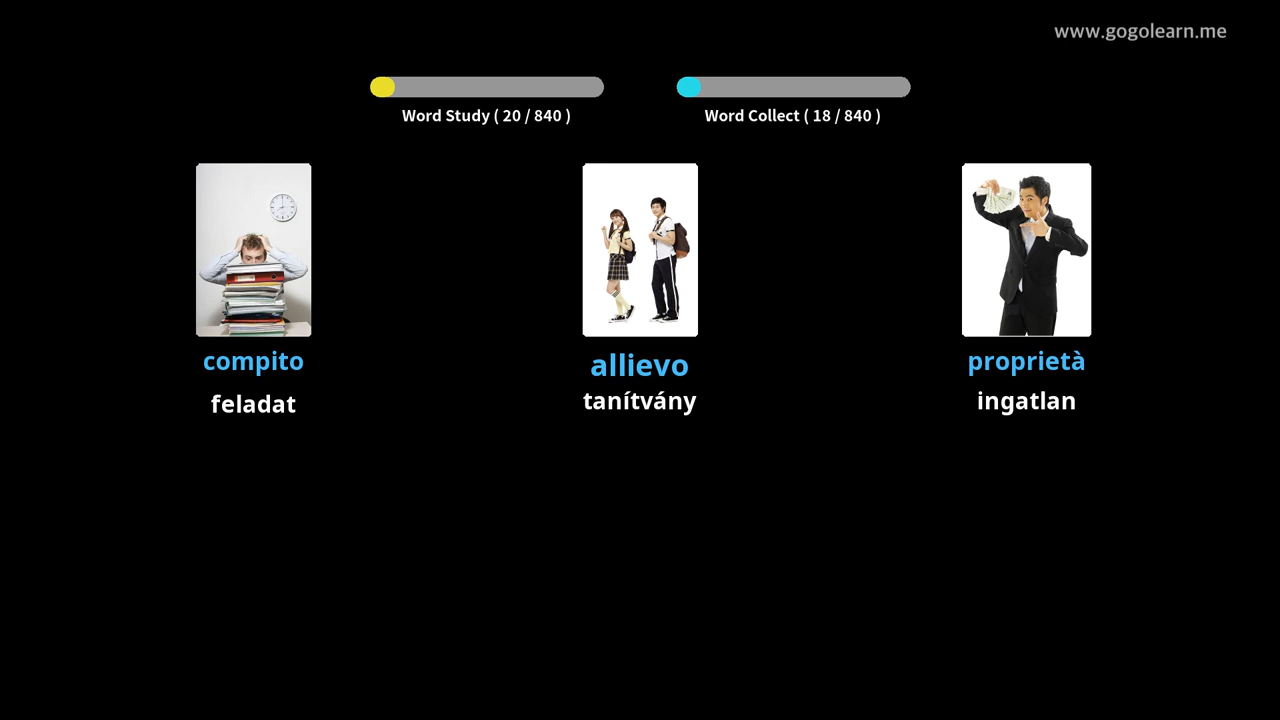 www.gogolearn.me
Word Study ( 20 / 840 )
Word Collect ( 18 / 840 )
compito
feladat
allievo
tanítvány
proprietà
ingatlan